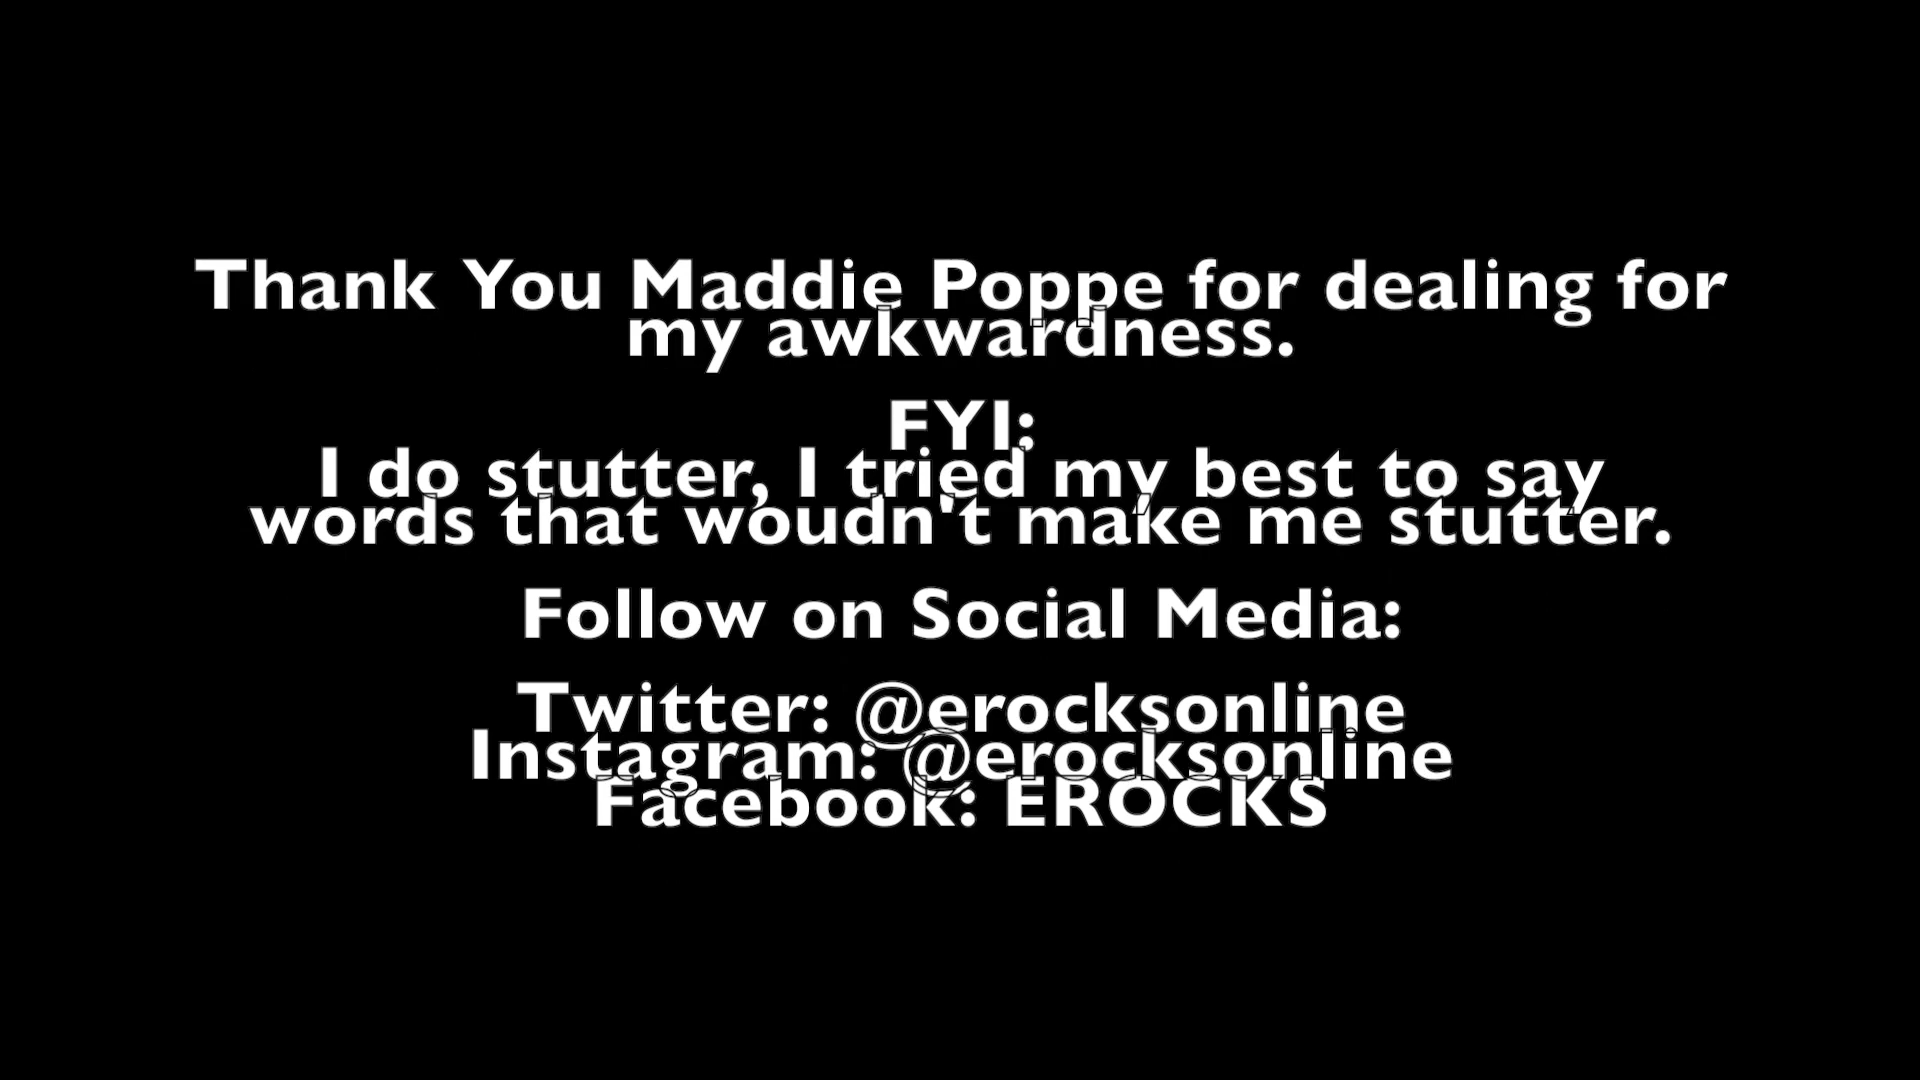 Thank You Maddie Poppe for dealing for
my awkwardness.
FYI:
I do stutter, I tried my best to say
words that woudn't make me stutter.
Follow on Social Media:
Twitter: @erocksonline
Instagram: @erocksonline
Facebook: EROCKS